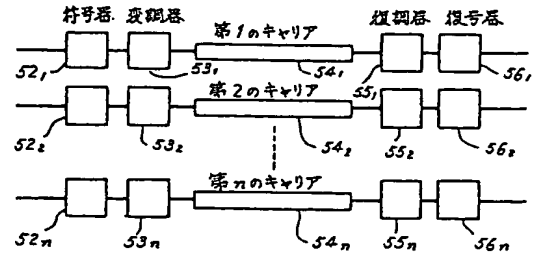 符号器 変調器 第1のキャリア 復調器 復号器
52₁ 53₁ 54₁ 55₁ 56₁
第2のキャリア
52₂ 53₂ 54₂ 55₂ 56₂
第nのキャリア
52n 53n 54n 55n 56n